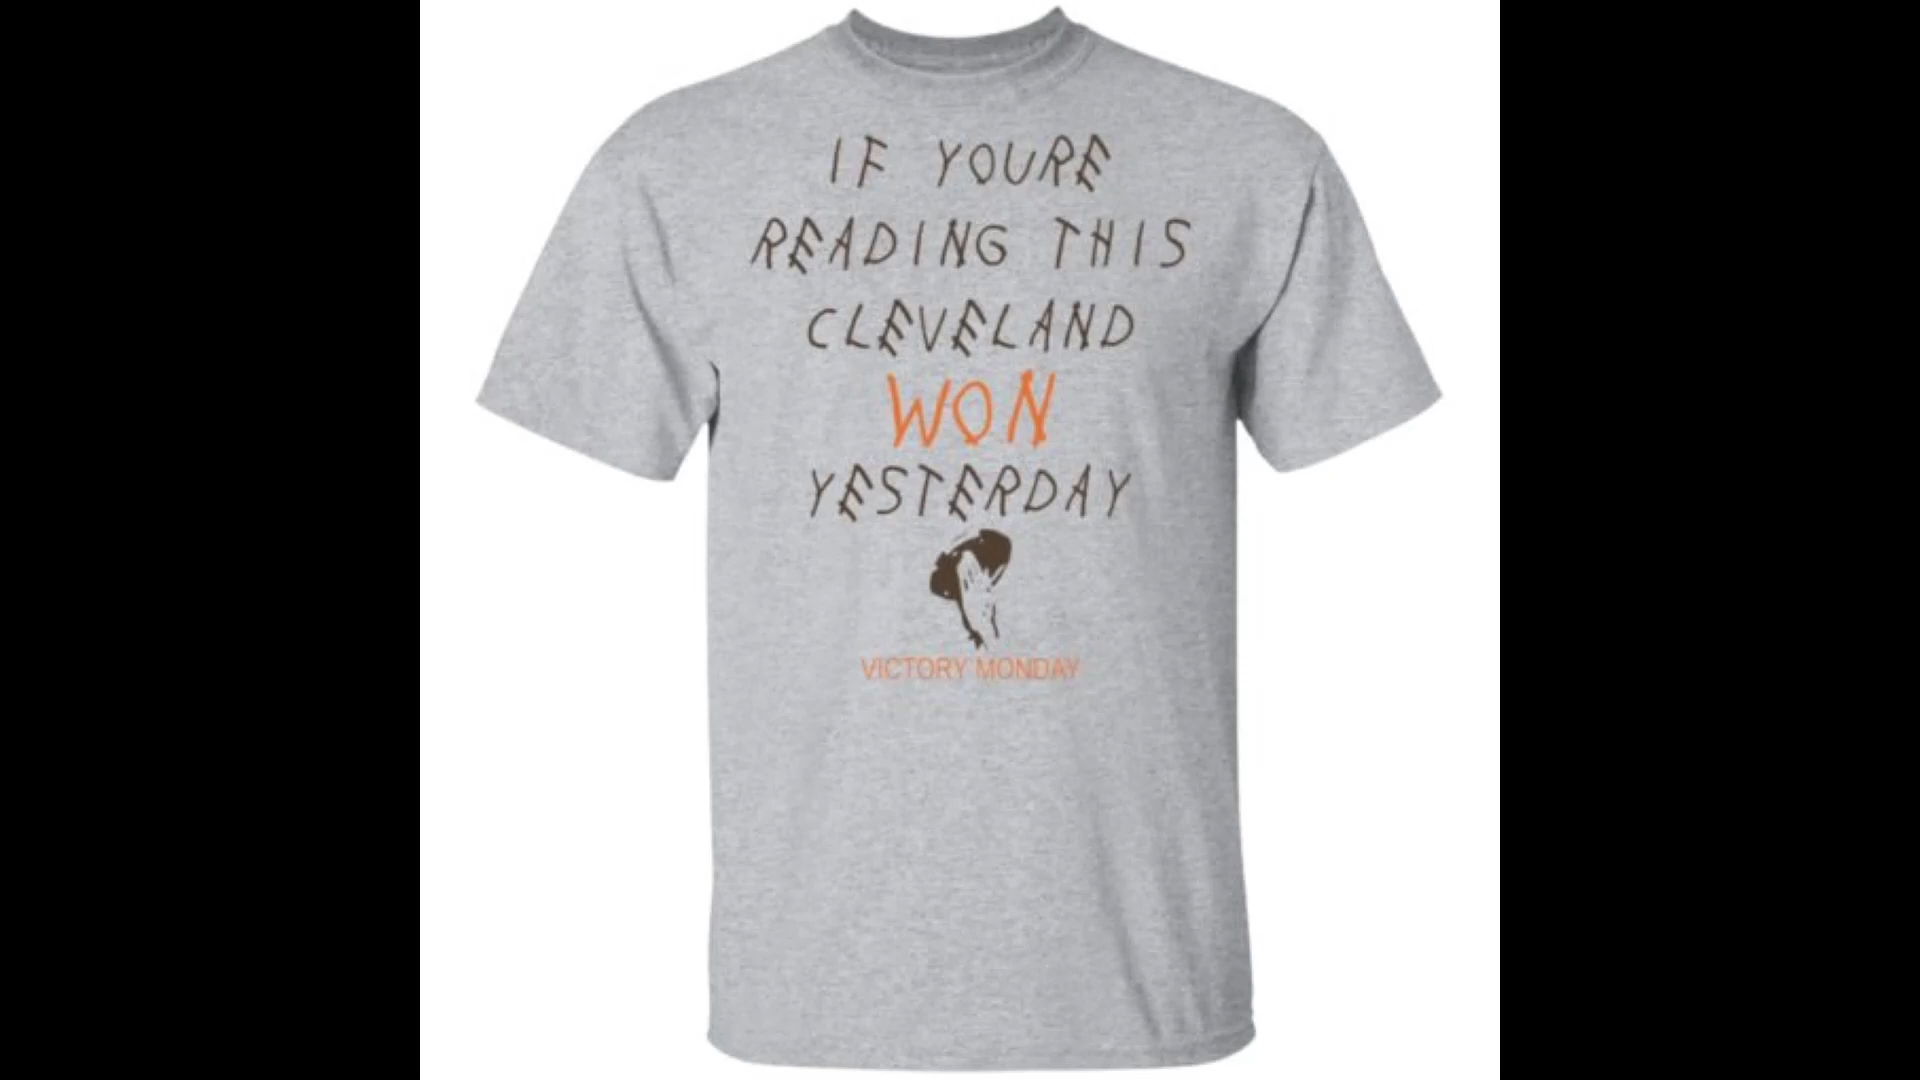 IF YOURE
READING THIS
CLEVELAND
WON
YESTERDAY
VICTORY MONDAY